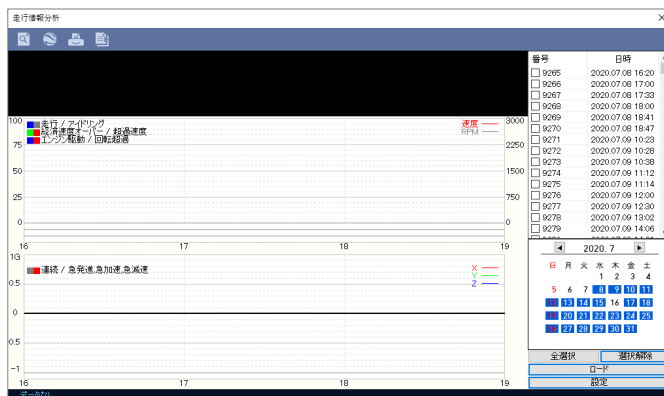 走行情報分析
番号 日時
9265 2020.07.08 16:20
9266 2020.07.08 17:00
9267 2020.07.08 17:33
9268 2020.07.08 18:00
9269 2020.07.08 18:41
9270 2020.07.08 18:47
9271 2020.07.09 10:23
9272 2020.07.09 10:28
9273 2020.07.09 10:38
9274 2020.07.09 11:12
9275 2020.07.09 11:14
9276 2020.07.09 12:00
9277 2020.07.09 12:30
9278 2020.07.09 13:02
9279 2020.07.09 14:06
100 走行 / アイドリング 速度 3000
経済速度オーバー / 超過速度 RPM
エンジン駆動 / 回転超過
75 2250
50 1500
25 750
0 0
16 17 18 19
1G
連続 / 急発進,急加速,急減速 X
Y
Z
0.5
0
0.5
-1
16 17 18 19
データなし
2020. 7
日 月 火 水 木 金 土
1 2 3 4
5 6 7 8 9 10 11
12 13 14 15 16 17 18
19 20 21 22 23 24 25
26 27 28 29 30 31
全選択 選択解除
ロード
設定